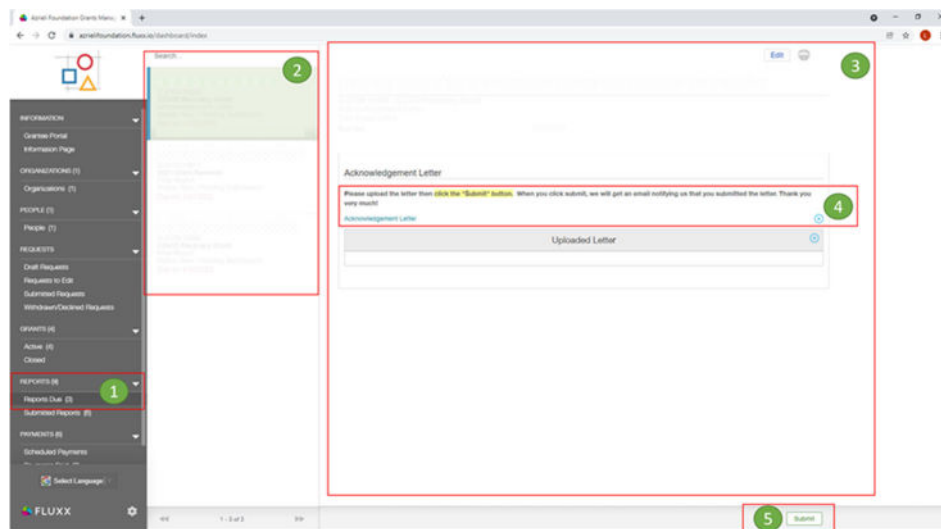 Azrieli Foundation Grants Mana
azrielifoundation.fluxx.io/dashboard/index
INFORMATION
Grantee Portal
Information Page
ORGANIZATIONS (1)
Organizations (1)
PEOPLE (1)
People (1)
REQUESTS
Draft Requests
Requests to Edit
Submitted Requests
Withdrawn/Declined Requests
GRANTS (4)
Active (4)
Closed
REPORTS (9)
1
Reports Due (3)
Submitted Reports (6)
PAYMENTS (6)
Scheduled Payments
Select Language
FLUXX
Search...
2
1 - 3 of 3
Edit
3
Acknowledgement Letter
Please upload the letter then click the "Submit" button. When you click submit, we will get an email notifying us that you submitted the letter. Thank you
very much!
4
Acknowledgement Letter
Uploaded Letter
5
Submit